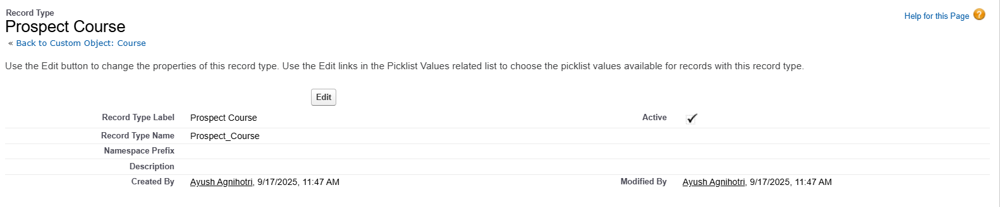 Record Type
Prospect Course
« Back to Custom Object: Course
Help for this Page ?
Use the Edit button to change the properties of this record type. Use the Edit links in the Picklist Values related list to choose the picklist values available for records with this record type.
Edit
Record Type Label Prospect Course Active
Record Type Name Prospect_Course
Namespace Prefix
Description
Created By Ayush Agnihotri, 9/17/2025, 11:47 AM Modified By Ayush Agnihotri, 9/17/2025, 11:47 AM